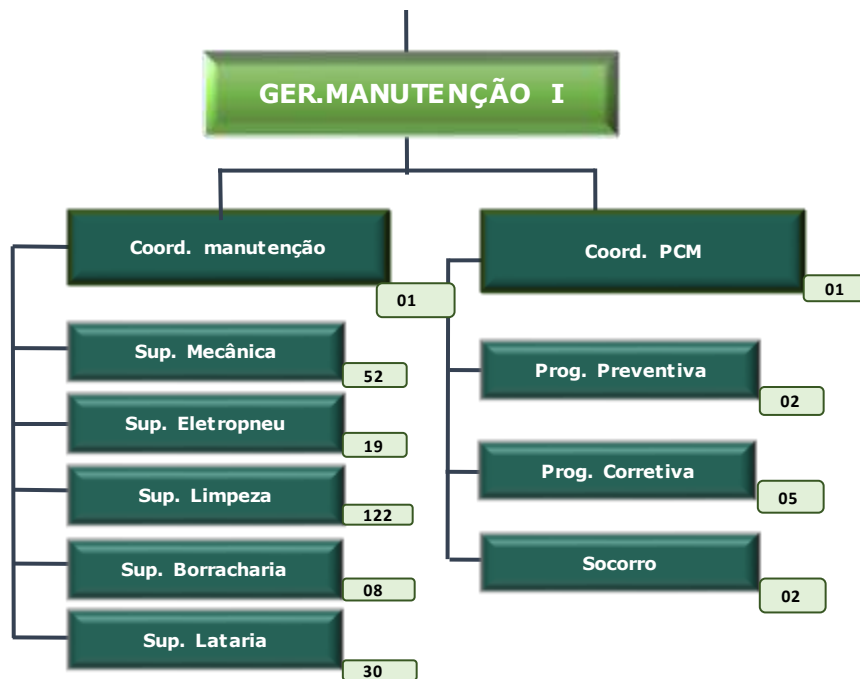 GER.MANUTENÇÃO I
Coord. manutenção
01
Sup. Mecânica
52
Sup. Eletropneu
19
Sup. Limpeza
122
Sup. Borracharia
08
Sup. Lataria
30
Coord. PCM
01
Prog. Preventiva
02
Prog. Corretiva
05
Socorro
02